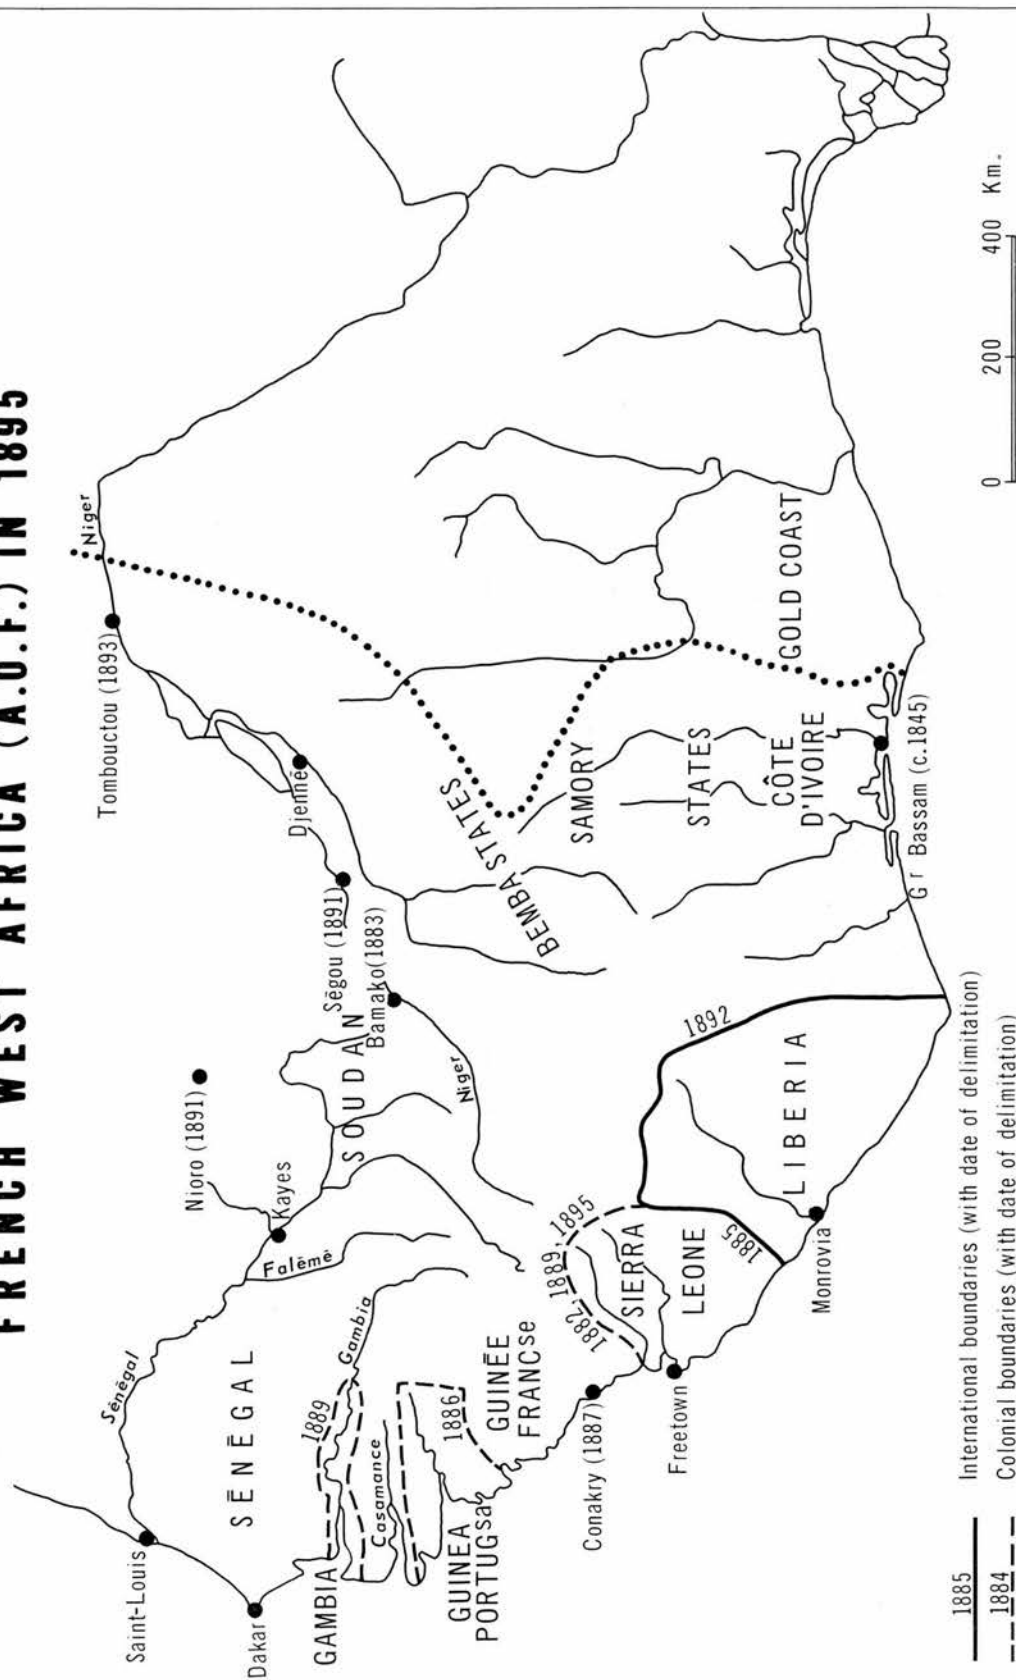 FRENCH WEST AFRICA (A.O.F.) IN 1895
Niger
Tombouctou (1893)
Djenné
Ségou (1891)
Bamako (1883)
Nioro (1891)
Kayes
SOUDAN
Niger
Falémé
Sénégal
Saint-Louis
Dakar
SÉNÉGAL
Gambia
1889
GAMBIA
Casamance
GUINEA
PORTUGsa
1886
GUINÉE
FRANCse
Conakry (1887)
1882, 1889, 1895
SIERRA
LEONE
Freetown
1885
1892
LIBERIA
Monrovia
BEMBA STATES
SAMORY
STATES
CÔTE
D'IVOIRE
Gr Bassam (c.1845)
GOLD COAST
1885
International boundaries (with date of delimitation)
1884
Colonial boundaries (with date of delimitation)
0 200 400 Km.